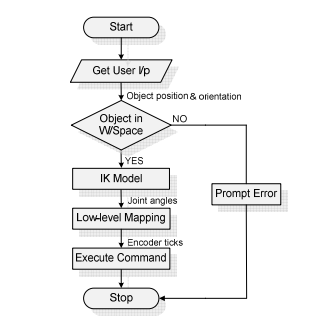 Start
Get User I/p
Object position & orientation
Object in
W/Space
NO
YES
IK Model
Joint angles
Prompt Error
Low-level Mapping
Encoder ticks
Execute Command
Stop